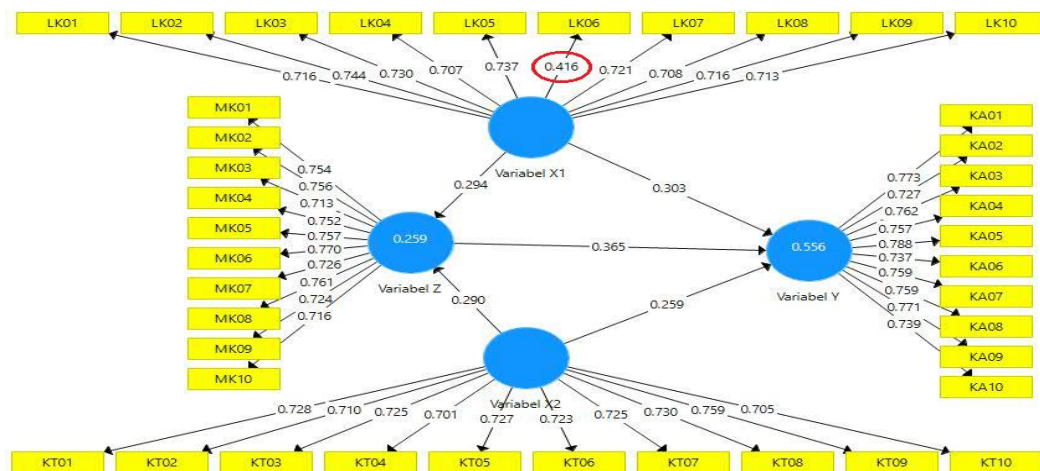 LK01 LK02 LK03 LK04 LK05 LK06 LK07 LK08 LK09 LK10
0.716 0.744 0.730 0.707 0.737 0.416 0.721 0.708 0.716 0.713
Variabel X1
MK01
MK02
MK03
MK04
MK05
MK06
MK07
MK08
MK09
MK10
0.754
0.756
0.713
0.752
0.757
0.770
0.726
0.761
0.724
0.716
0.259
Variabel Z
0.294
0.303
0.365
0.290
0.259
0.556
Variabel Y
0.773
0.727
0.762
0.757
0.788
0.737
0.759
0.759
0.771
0.739
KA01
KA02
KA03
KA04
KA05
KA06
KA07
KA08
KA09
KA10
Variabel X2
0.728 0.710 0.725 0.701 0.727 0.723 0.725 0.730 0.759 0.705
KT01 KT02 KT03 KT04 KT05 KT06 KT07 KT08 KT09 KT10